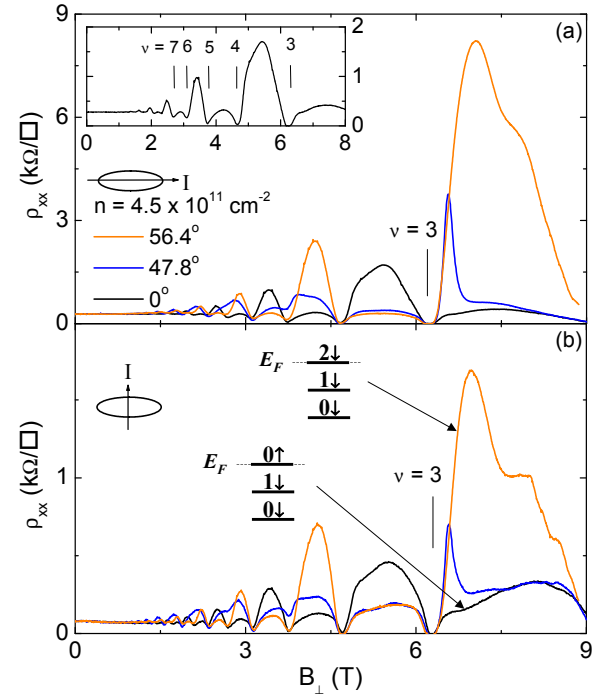 (a)
ν = 7 6 5 4 3
2
1
0
0 2 4 6 8
9
6
3
0
ρxx (kΩ/□)
I
n = 4.5 x 10¹¹ cm⁻²
56.4°
47.8°
0°
ν = 3
(b)
I
E_F 2↓
1↓
0↓
E_F 0↑
1↓
0↓
ν = 3
1
0
ρxx (kΩ/□)
0 3 6 9
B⊥ (T)